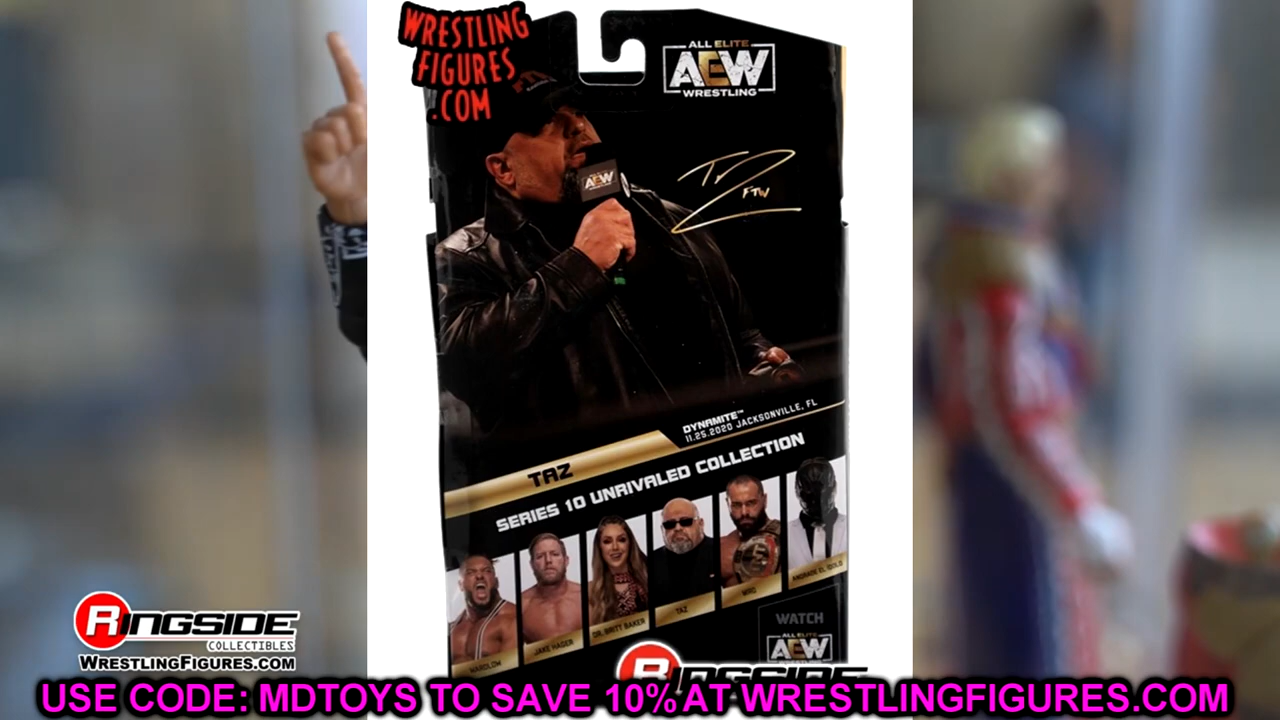 WRESTLING
FIGURES
.COM
ALL ELITE
AEW
WRESTLING
AEW
FTW
DYNAMITE™
11.25.2020 JACKSONVILLE, FL
TAZ
SERIES 10 UNRIVALED COLLECTION
WARDLOW
JAKE HAGER
DR. BRITT BAKER
TAZ
MIRO
ANDRADE EL IDOLO
WATCH
ALL ELITE
AEW
RINGSIDE
COLLECTIBLES
WRESTLINGFIGURES.COM
RINGSIDE
USE CODE: MDTOYS TO SAVE 10% AT WRESTLINGFIGURES.COM